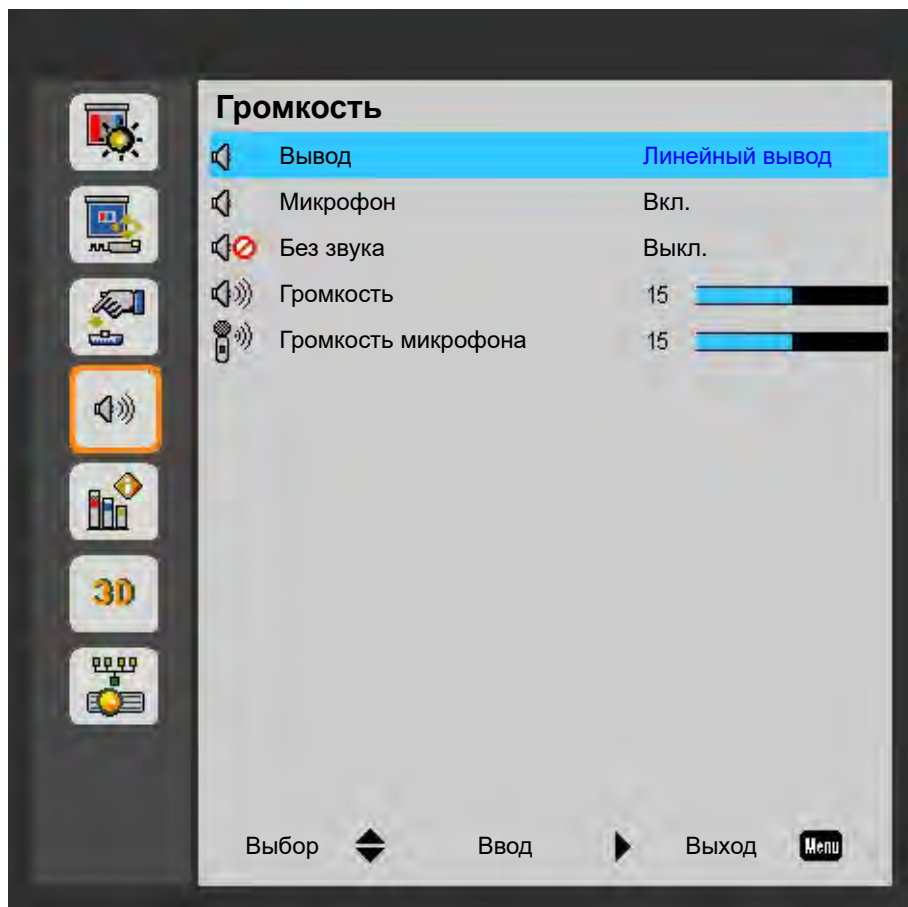 Громкость
Вывод Линейный вывод
Микрофон Вкл.
Без звука Выкл.
Громкость 15
Громкость микрофона 15
3D
Выбор Ввод Выход Menu